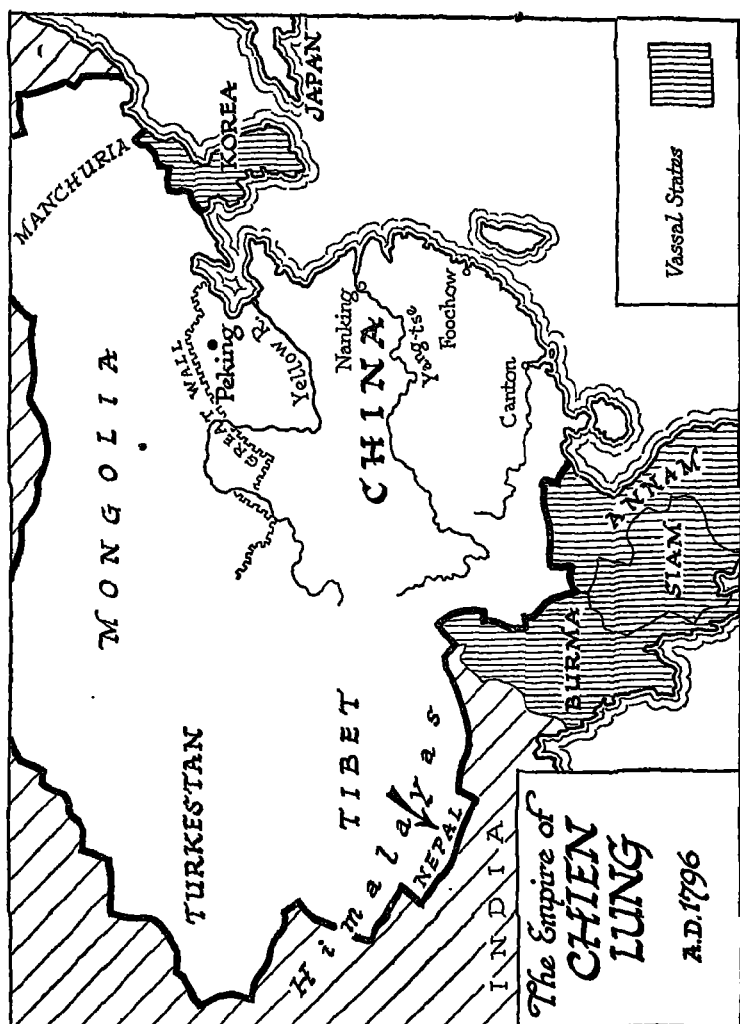 MANCHURIA
KOREA
JAPAN
MONGOLIA
GREAT WALL
Peking
Yellow R.
TURKESTAN
TIBET
CHINA
Nanking
Yang-tse
Foochow
Canton
Himalayas
NEPAL
INDIA
BURMA
SIAM
ANNAM
Vassal Status
The Empire of
CHIEN
LUNG
A.D. 1796